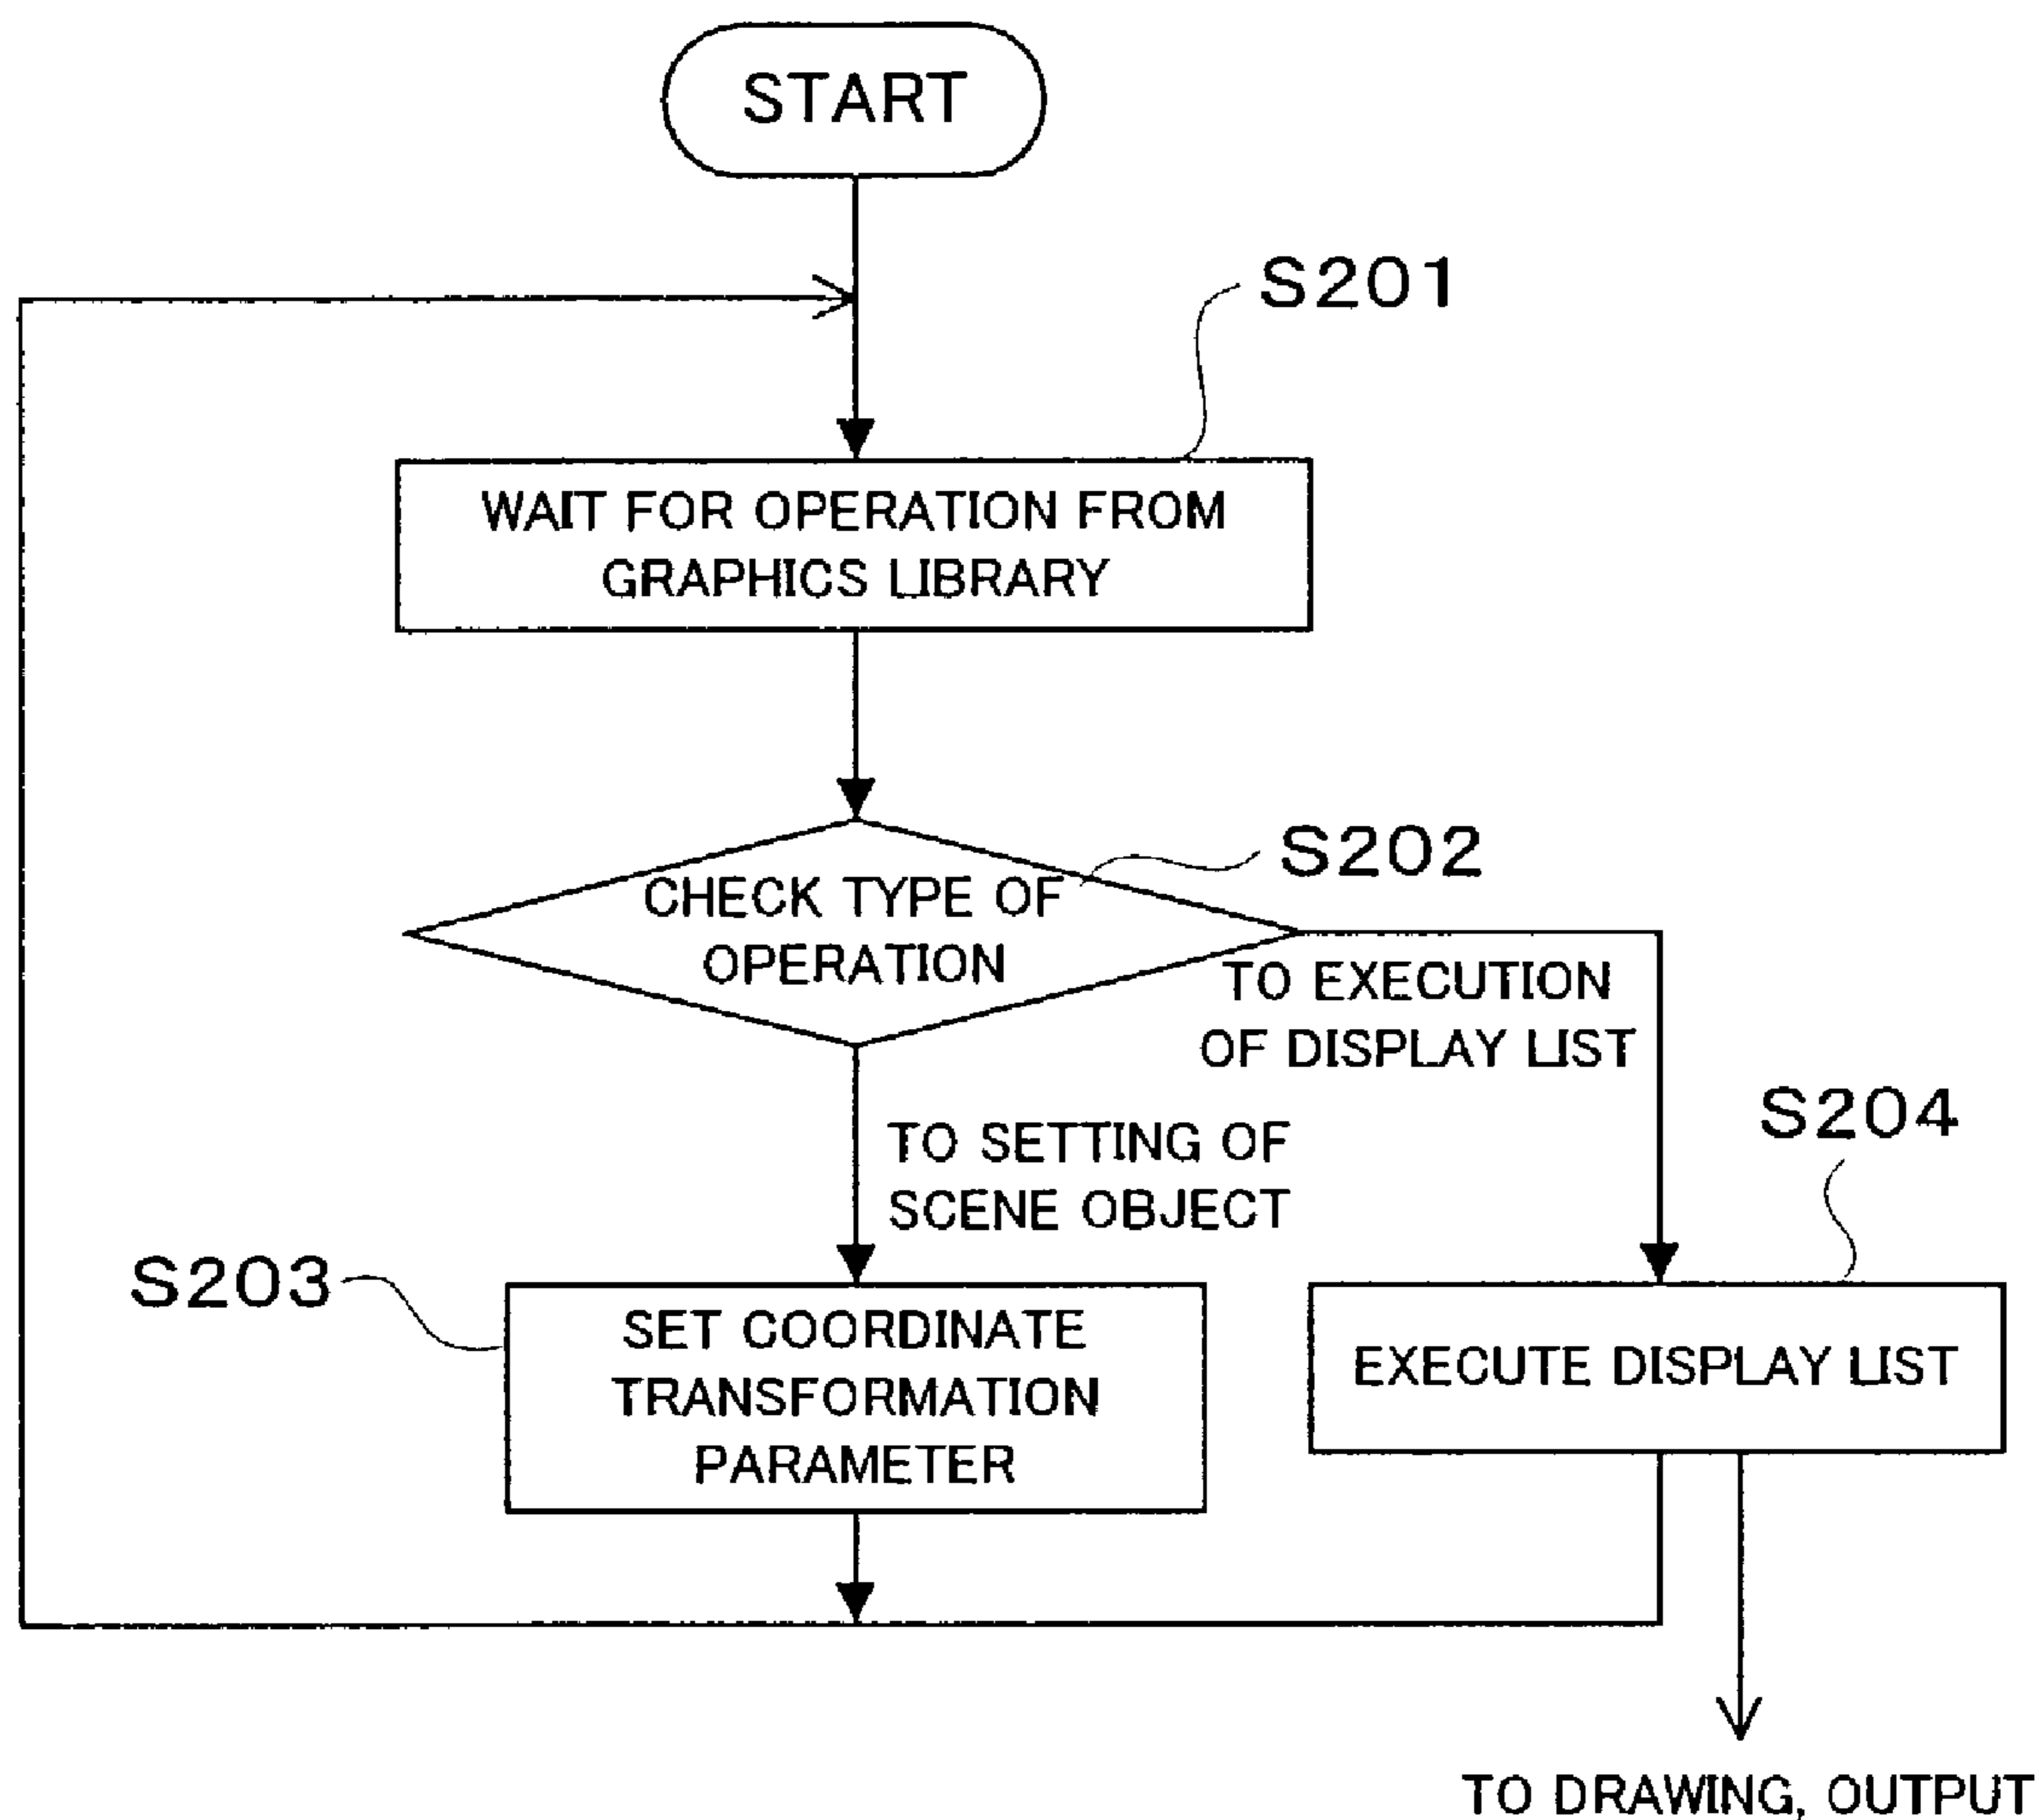 START
S201
WAIT FOR OPERATION FROM
GRAPHICS LIBRARY
S202
CHECK TYPE OF
OPERATION
TO EXECUTION
OF DISPLAY LIST
TO SETTING OF
SCENE OBJECT
S203
SET COORDINATE
TRANSFORMATION
PARAMETER
S204
EXECUTE DISPLAY LIST
TO DRAWING, OUTPUT